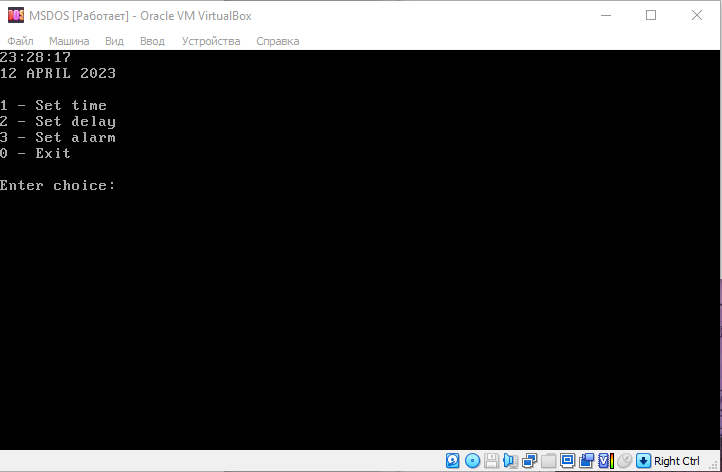 MSDOS [Работает] - Oracle VM VirtualBox
Файл Машина Вид Ввод Устройства Справка
23:28:17
12 APRIL 2023
1 - Set time
2 - Set delay
3 - Set alarm
0 - Exit
Enter choice:
Right Ctrl